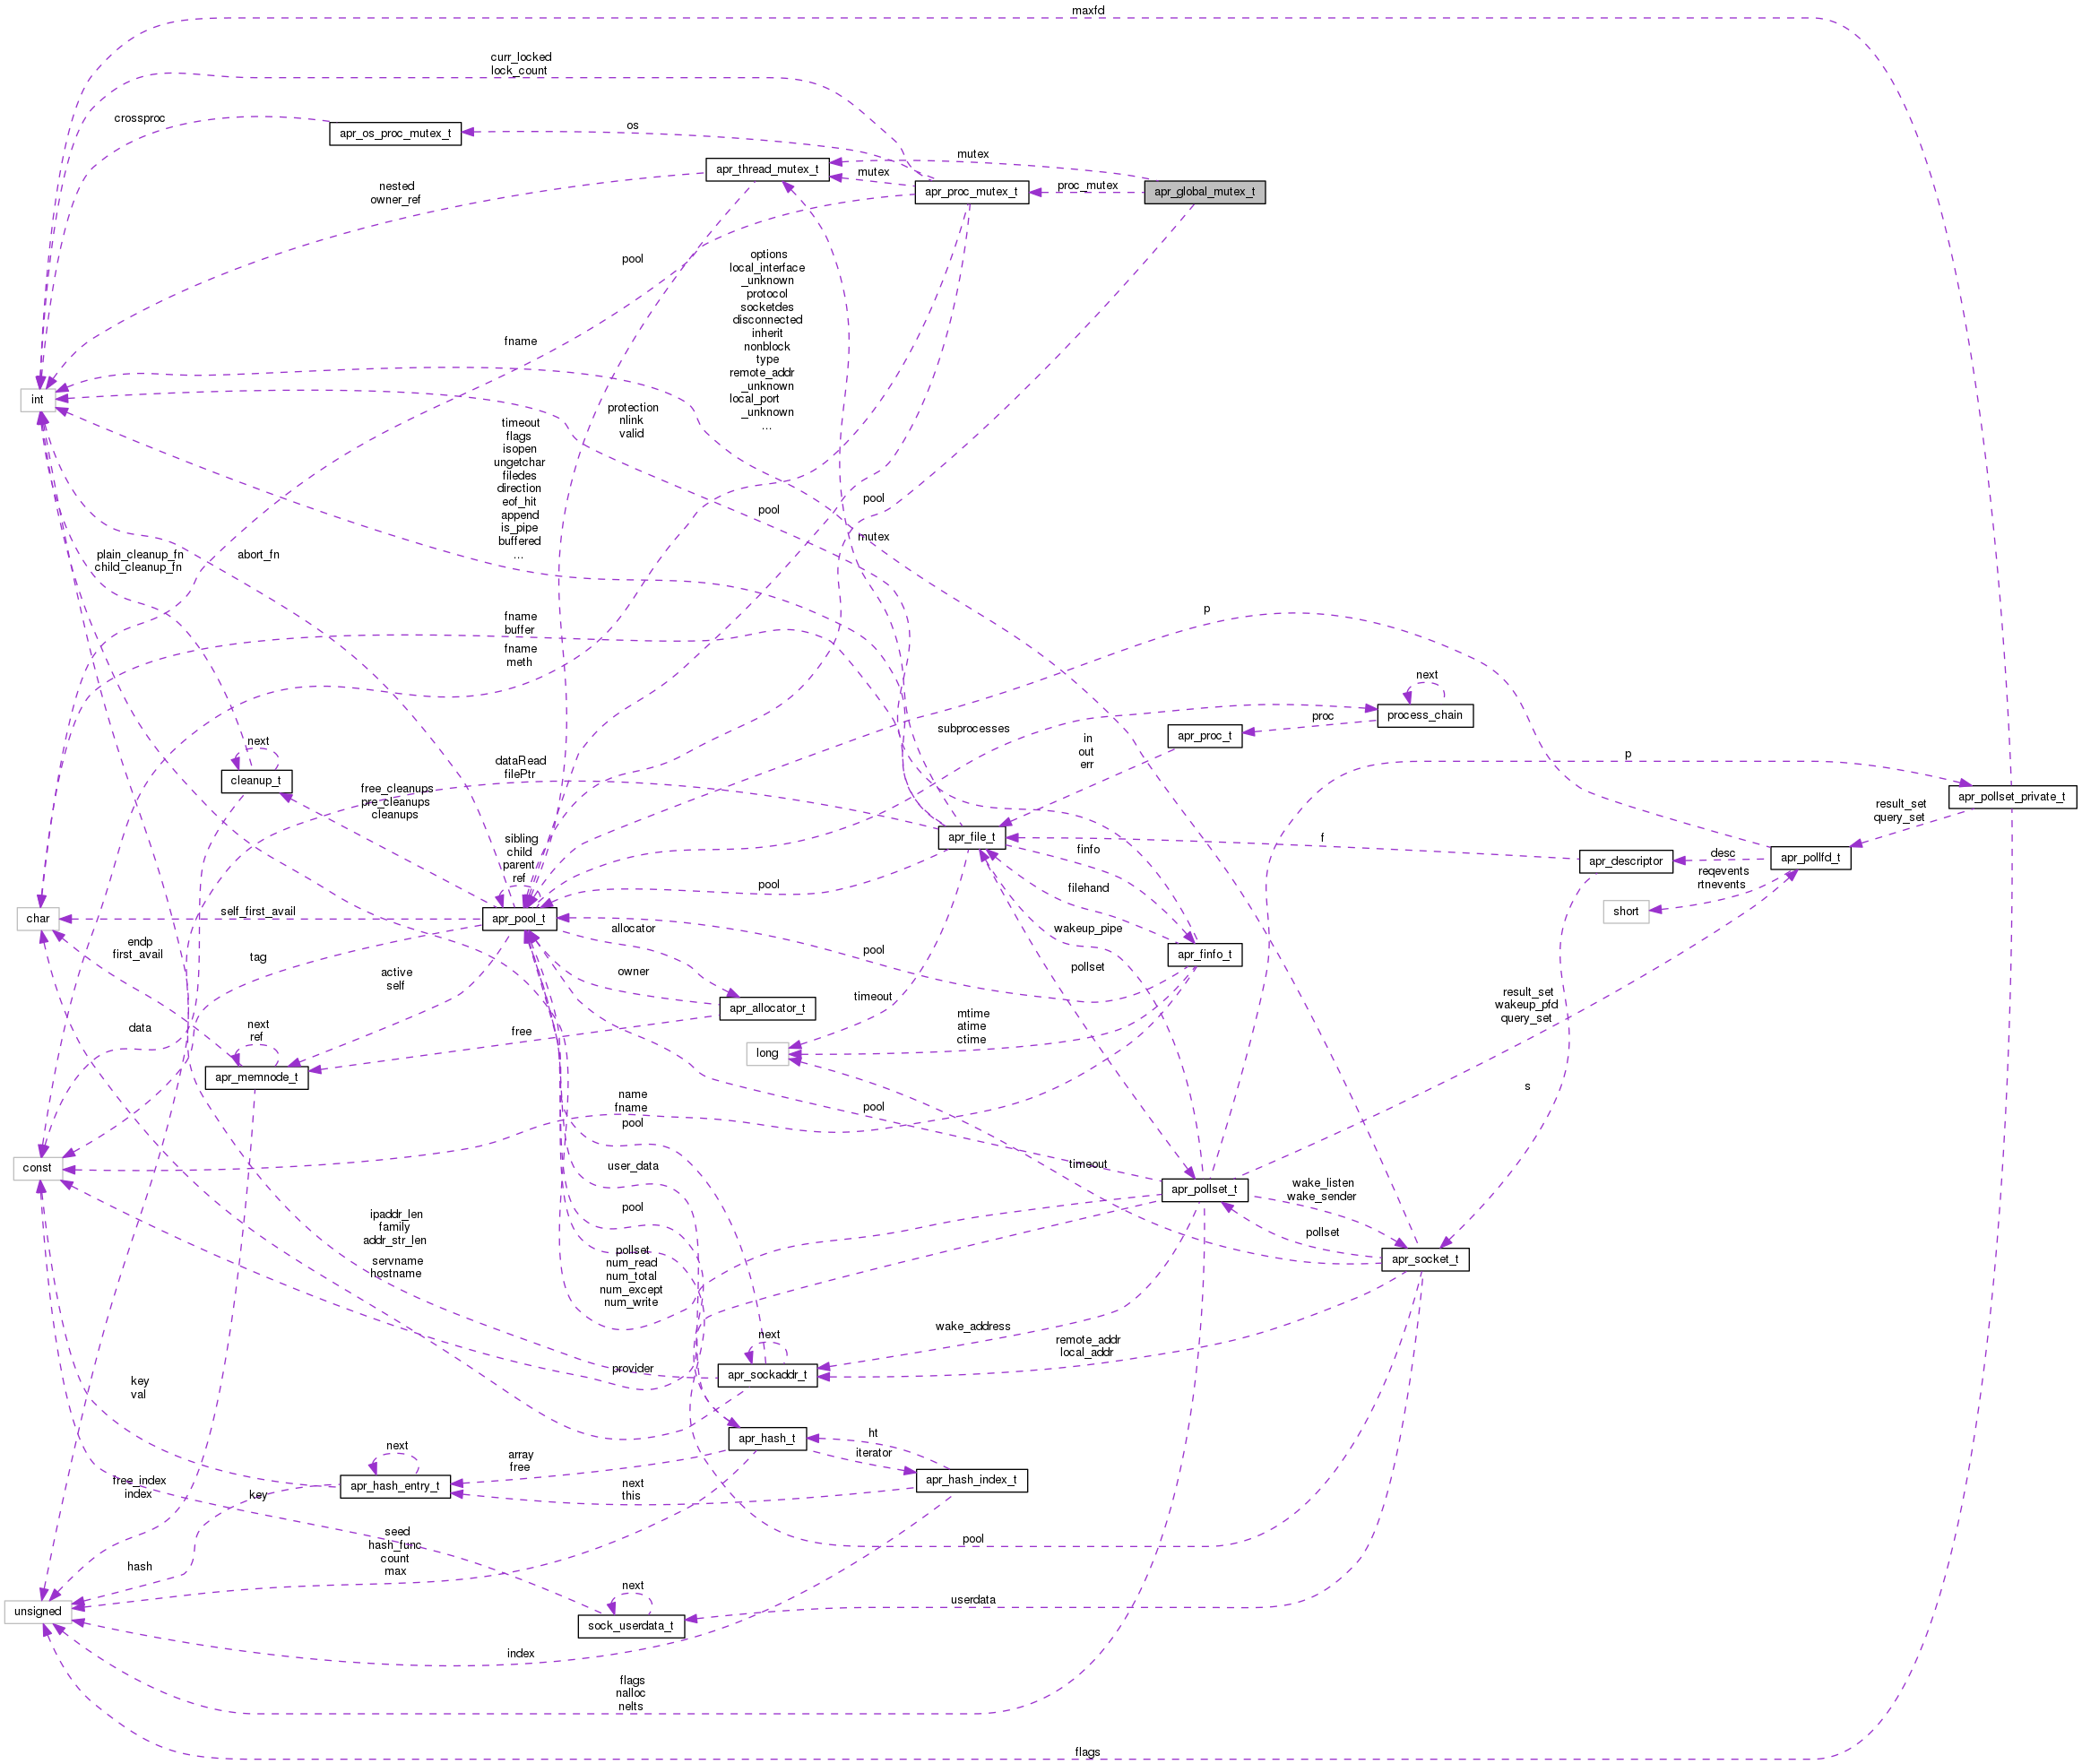 maxfd
curr_locked
lock_count
crossproc
apr_os_proc_mutex_t
os
mutex
apr_thread_mutex_t
mutex
nested
owner_ref
apr_proc_mutex_t
proc_mutex
apr_global_mutex_t
pool
options
local_interface
_unknown
protocol
socketdes
disconnected
inherit
nonblock
type
remote_addr
_unknown
local_port
_unknown
...
fname
int
protection
nlink
valid
timeout
flags
isopen
ungetchar
filedes
direction
eof_hit
append
is_pipe
buffered
...
pool
pool
mutex
plain_cleanup_fn
child_cleanup_fn
abort_fn
fname
buffer
fname
meth
p
next
process_chain
subprocesses
proc
apr_proc_t
in
out
err
next
cleanup_t
dataRead
filePtr
free_cleanups
pre_cleanups
cleanups
p
apr_pollset_private_t
result_set
query_set
apr_file_t
f
finfo
apr_descriptor
desc
apr_pollfd_t
reqevents
rtnevents
short
sibling
child
parent
ref
pool
filehand
char
self_first_avail
apr_pool_t
allocator
wakeup_pipe
endp
first_avail
tag
active
self
owner
pool
apr_finfo_t
pollset
timeout
apr_allocator_t
result_set
wakeup_pfd
query_set
data
next
ref
free
long
mtime
atime
ctime
apr_memnode_t
s
name
fname
pool
pool
const
user_data
timeout
apr_pollset_t
wake_listen
wake_sender
ipaddr_len
family
addr_str_len
pool
pollset
apr_socket_t
servname
hostname
pollset
num_read
num_total
num_except
num_write
wake_address
next
remote_addr
local_addr
provider
apr_sockaddr_t
key
val
ht
apr_hash_t
next
array
free
iterator
apr_hash_index_t
apr_hash_entry_t
next
this
free_index
index
key
seed
hash_func
count
max
pool
hash
next
unsigned
sock_userdata_t
userdata
index
flags
nalloc
nelts
flags